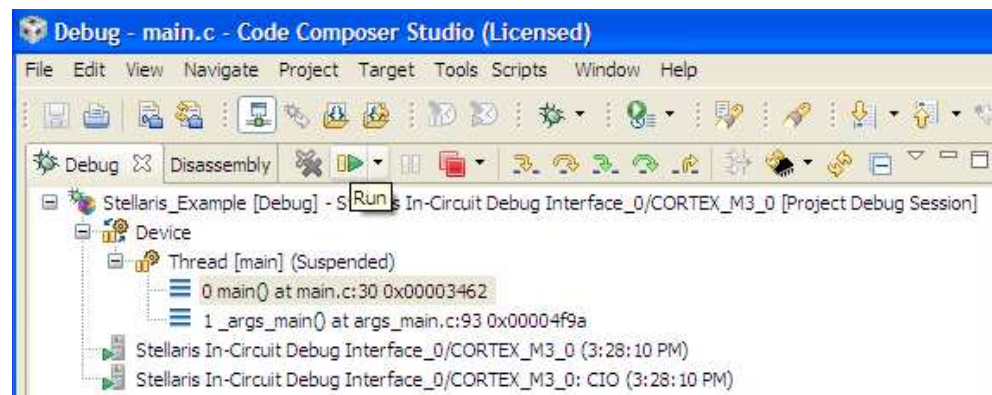 Debug - main.c - Code Composer Studio (Licensed)
File Edit View Navigate Project Target Tools Scripts Window Help
Debug Disassembly
Run
Stellaris_Example [Debug] - S In-Circuit Debug Interface_0/CORTEX_M3_0 [Project Debug Session]
Device
Thread [main] (Suspended)
0 main() at main.c:30 0x00003462
1 _args_main() at args_main.c:93 0x00004f9a
Stellaris In-Circuit Debug Interface_0/CORTEX_M3_0 (3:28:10 PM)
Stellaris In-Circuit Debug Interface_0/CORTEX_M3_0: CIO (3:28:10 PM)